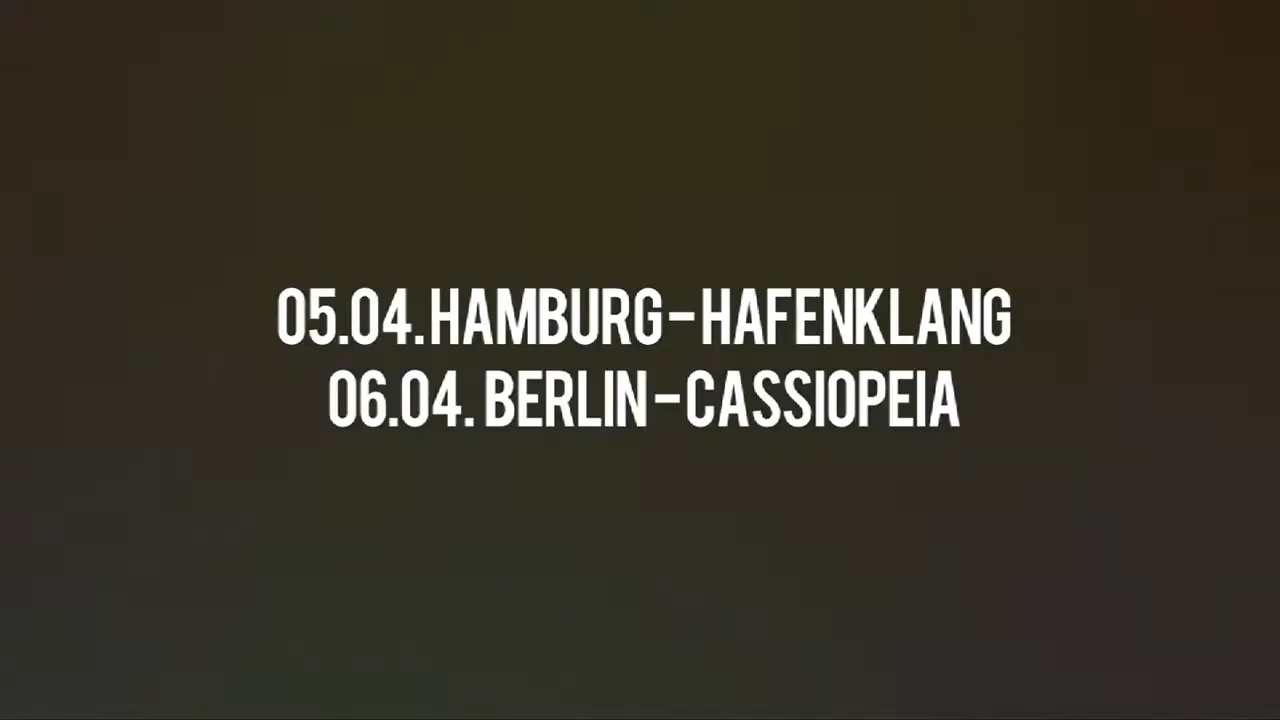 05.04. HAMBURG - HAFENKLANG
06.04. BERLIN - CASSIOPEIA